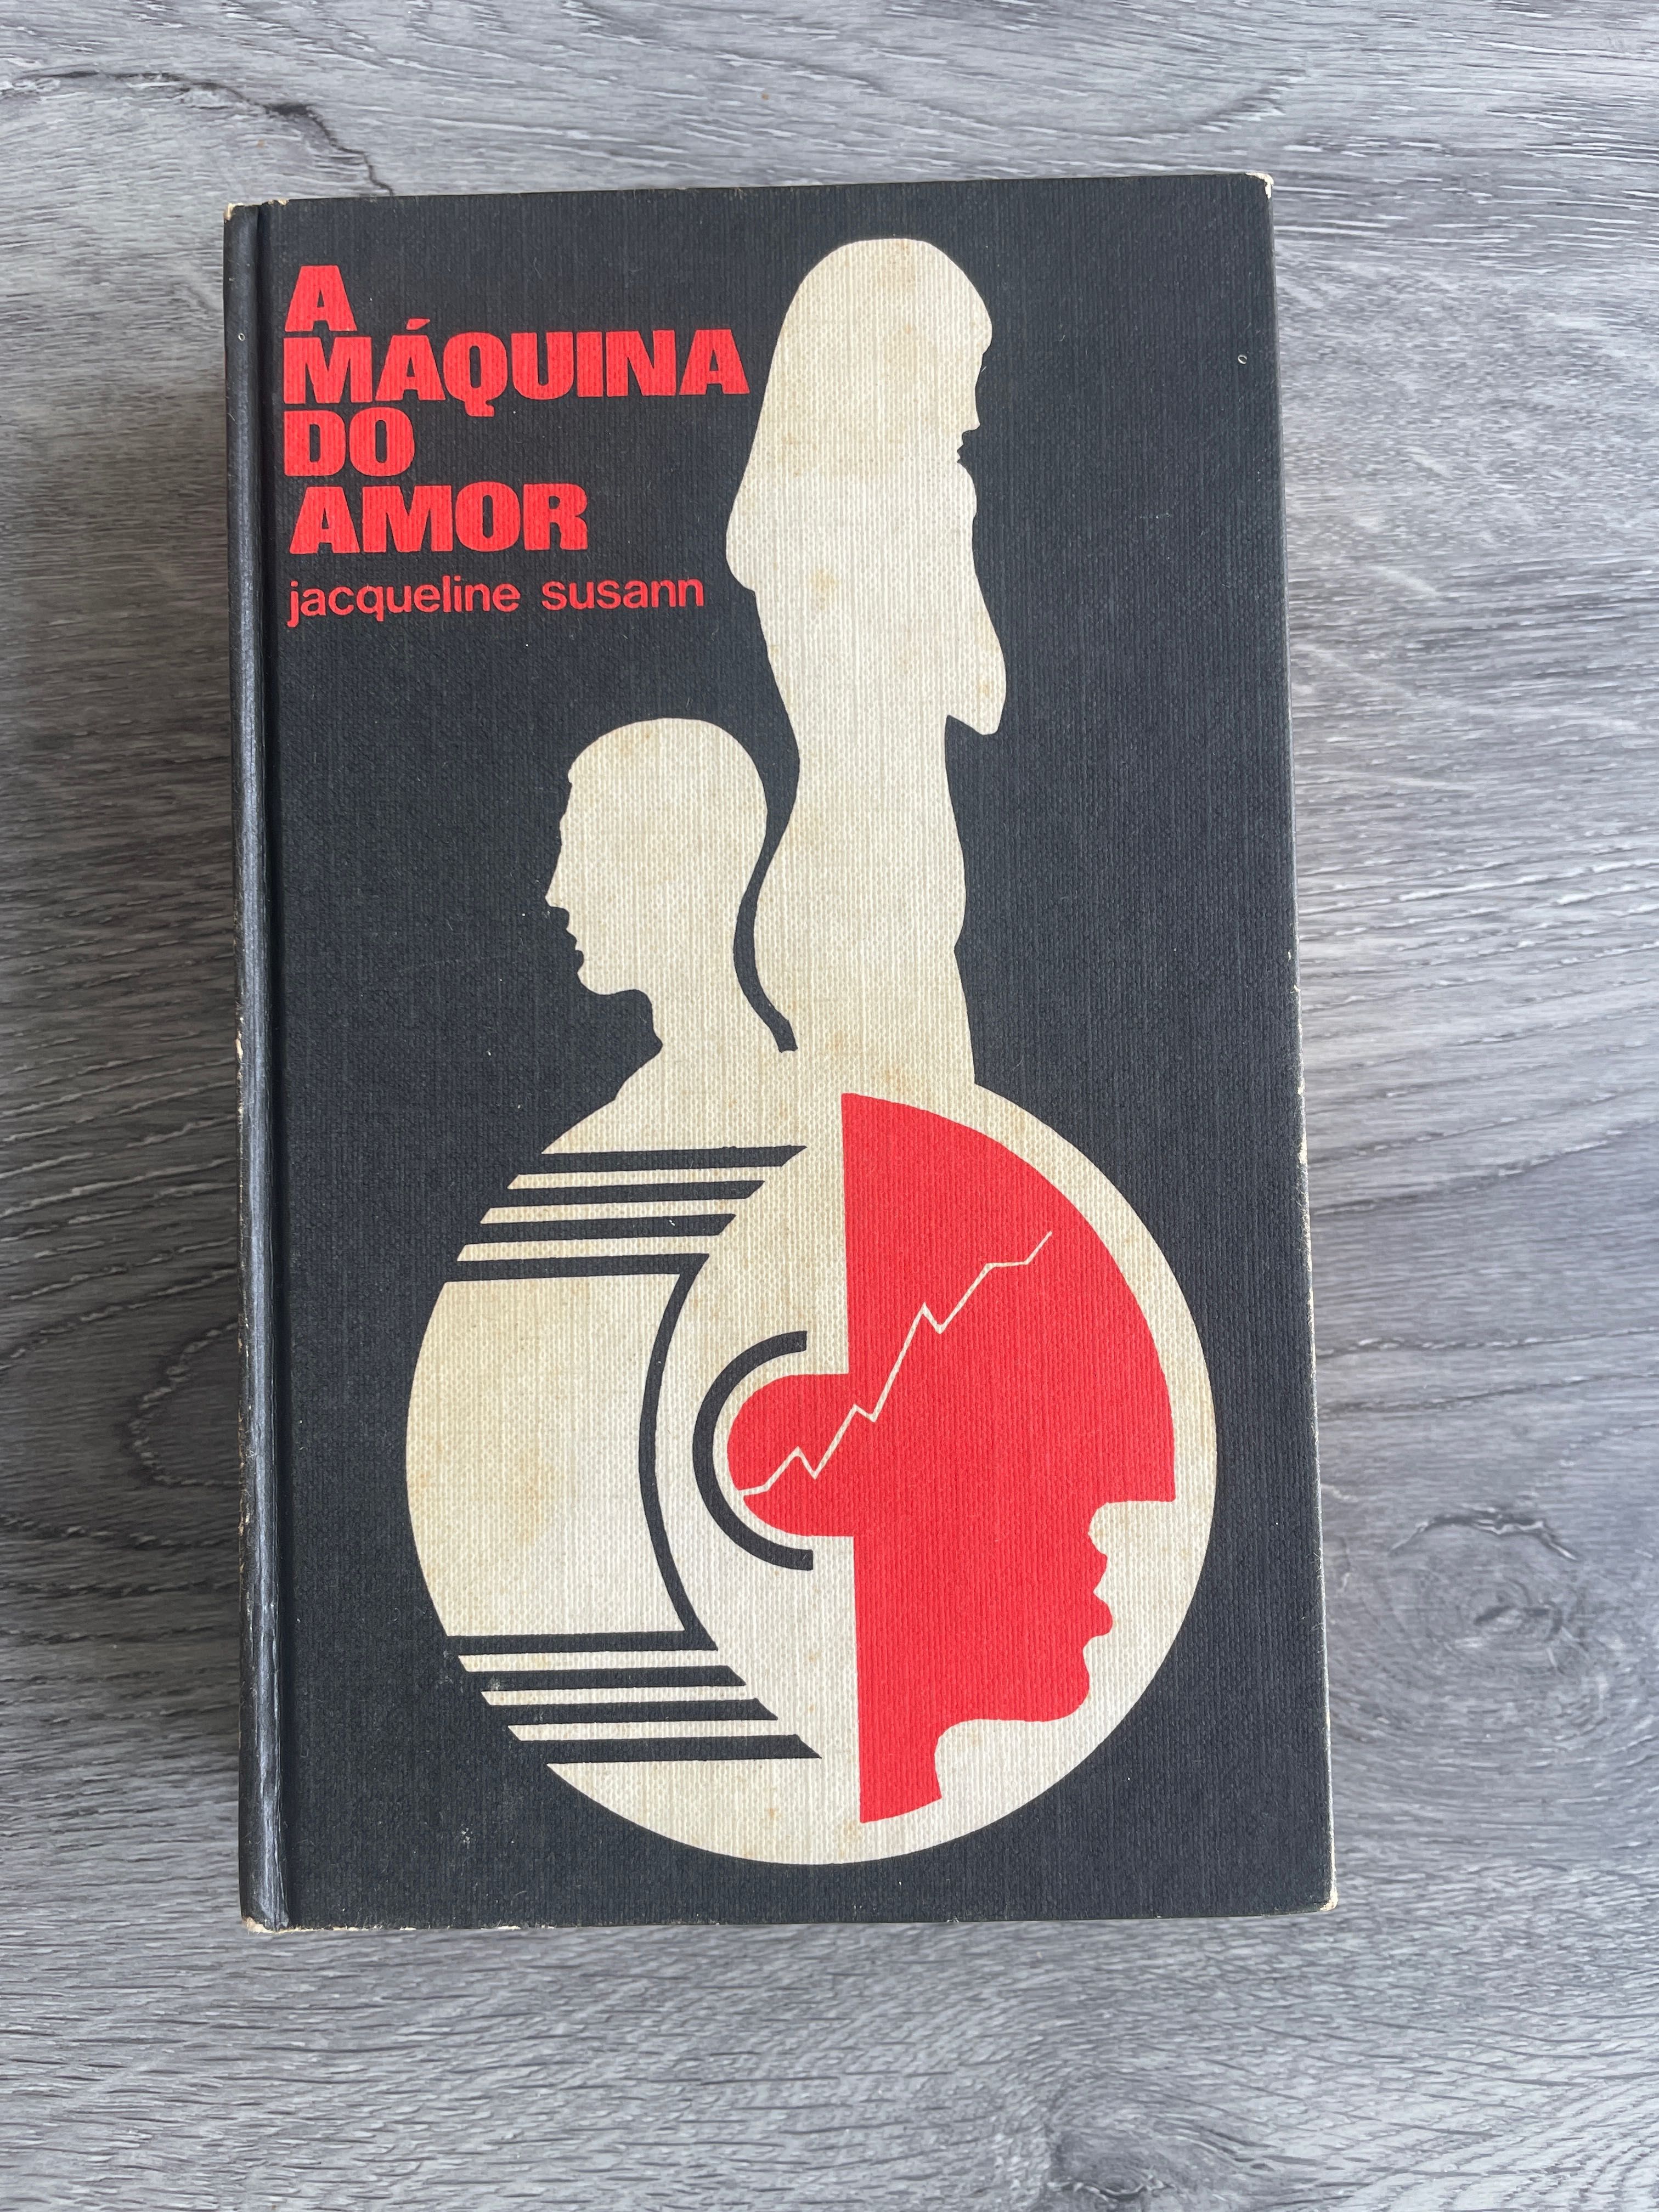 A
MÁQUINA
DO
AMOR
jacqueline susann